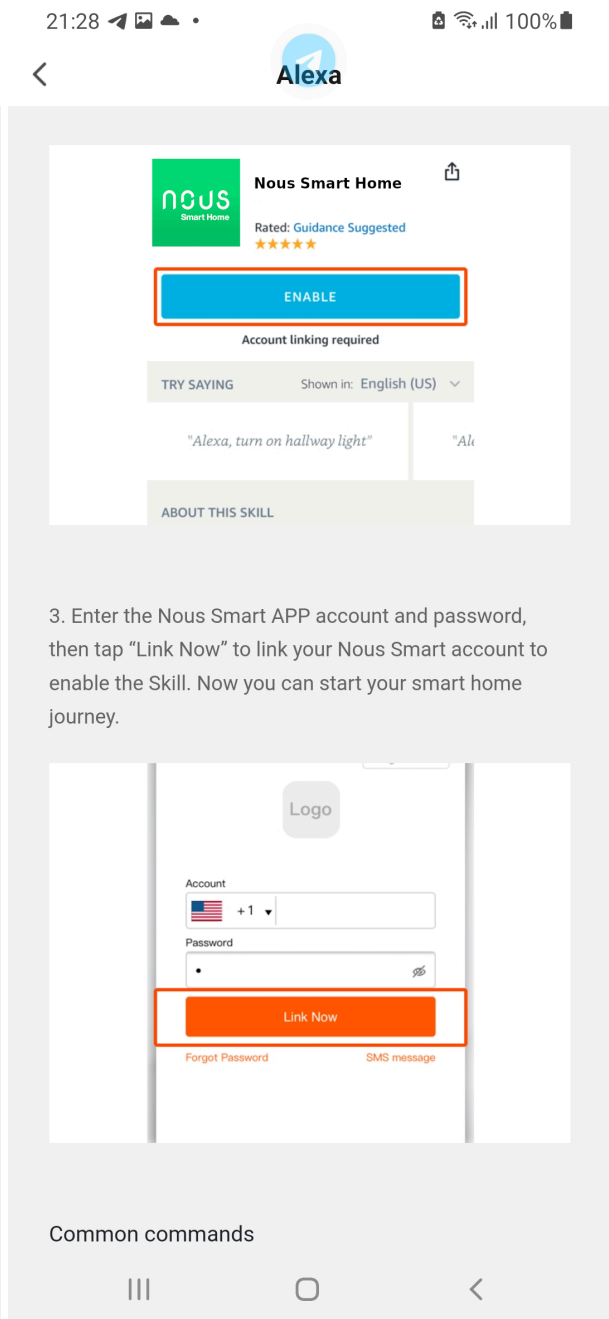 21:28
100%
Alexa
nous
Smart Home
Nous Smart Home
Rated: Guidance Suggested
ENABLE
Account linking required
TRY SAYING Shown in: English (US)
"Alexa, turn on hallway light" "Al
ABOUT THIS SKILL
3. Enter the Nous Smart APP account and password,
then tap “Link Now” to link your Nous Smart account to
enable the Skill. Now you can start your smart home
journey.
Logo
Account
+1
Password
Link Now
Forgot Password SMS message
Common commands